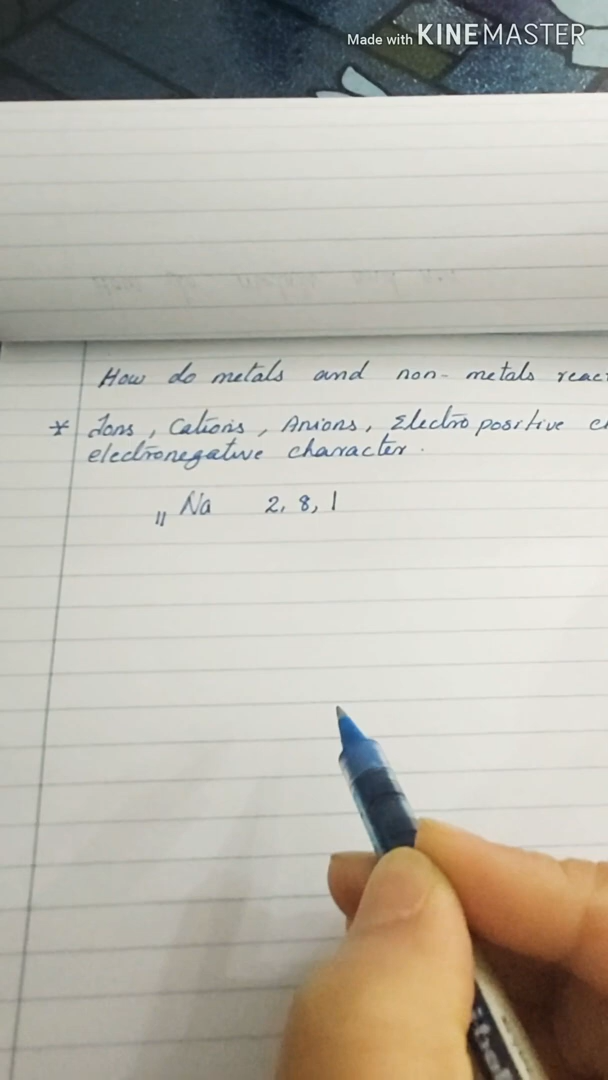 Made with KINEMASTER
How do metals and non- metals react
* Ions, Cations, Anions, Electropositive
electronegative character.
11 Na 2, 8, 1